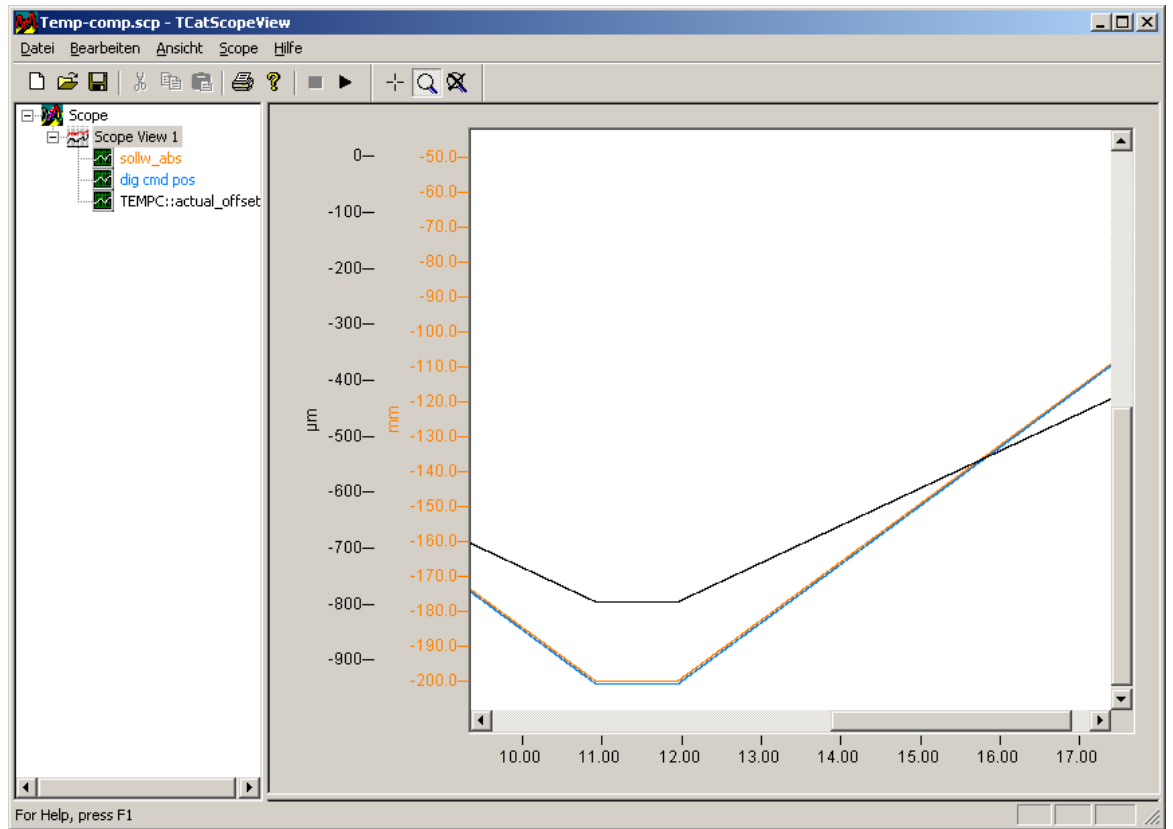 Temp-comp.scp - TCatScopeView
Datei Bearbeiten Ansicht Scope Hilfe
Scope
Scope View 1
sollw_abs
dig cmd pos
TEMPC::actual_offset
0
-100
-200
-300
-400
-500
-600
-700
-800
-900
µm
-50.0
-60.0
-70.0
-80.0
-90.0
-100.0
-110.0
-120.0
-130.0
-140.0
-150.0
-160.0
-170.0
-180.0
-190.0
-200.0
mm
10.00 11.00 12.00 13.00 14.00 15.00 16.00 17.00
For Help, press F1